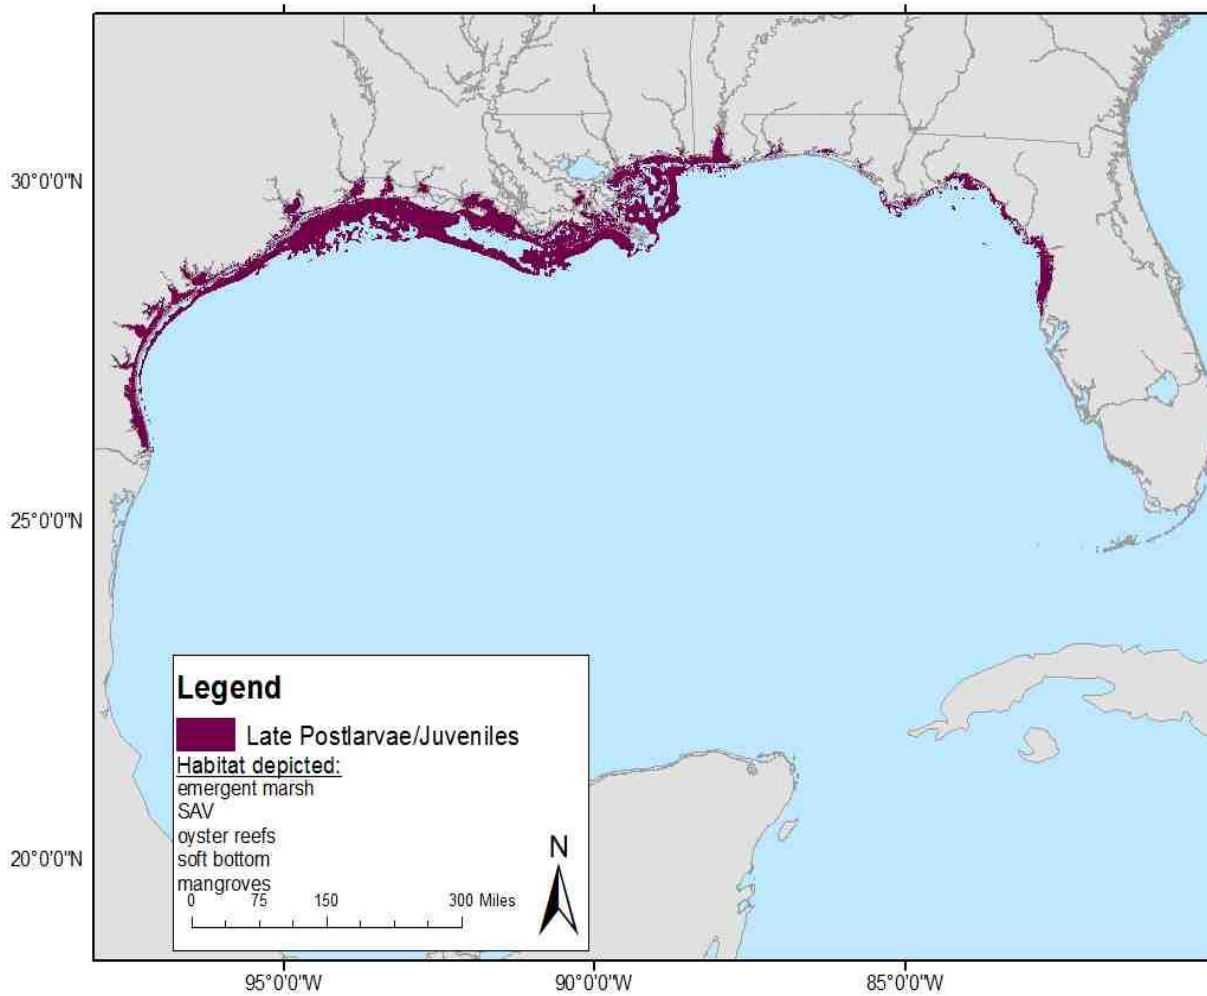 30°0'0"N
25°0'0"N
20°0'0"N
Legend
Late Postlarvae/Juveniles
Habitat depicted:
emergent marsh
SAV
oyster reefs
soft bottom
mangroves
N
0 75 150 300 Miles
95°0'0"W 90°0'0"W 85°0'0"W